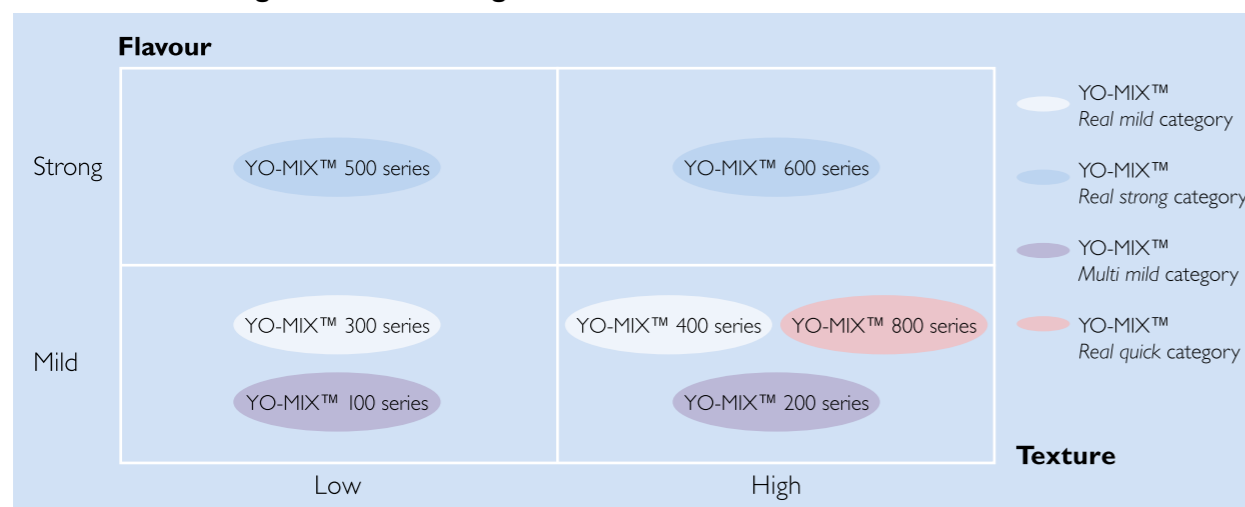 Flavour
Strong
YO-MIX™ 500 series
YO-MIX™ 600 series
Mild
YO-MIX™ 300 series
YO-MIX™ 400 series
YO-MIX™ 800 series
YO-MIX™ 100 series
YO-MIX™ 200 series
Low
High
Texture
YO-MIX™
Real mild category
YO-MIX™
Real strong category
YO-MIX™
Multi mild category
YO-MIX™
Real quick category